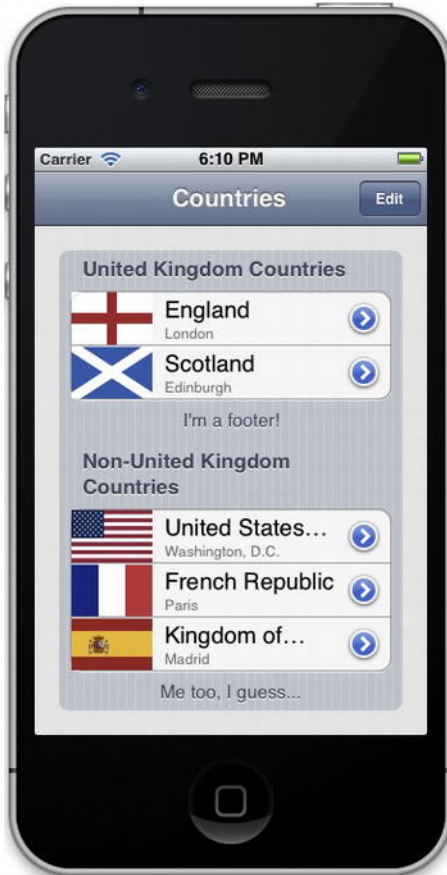 Carrier 6:10 PM
Countries Edit
United Kingdom Countries
England
London
Scotland
Edinburgh
I'm a footer!
Non-United Kingdom
Countries
United States...
Washington, D.C.
French Republic
Paris
Kingdom of...
Madrid
Me too, I guess...